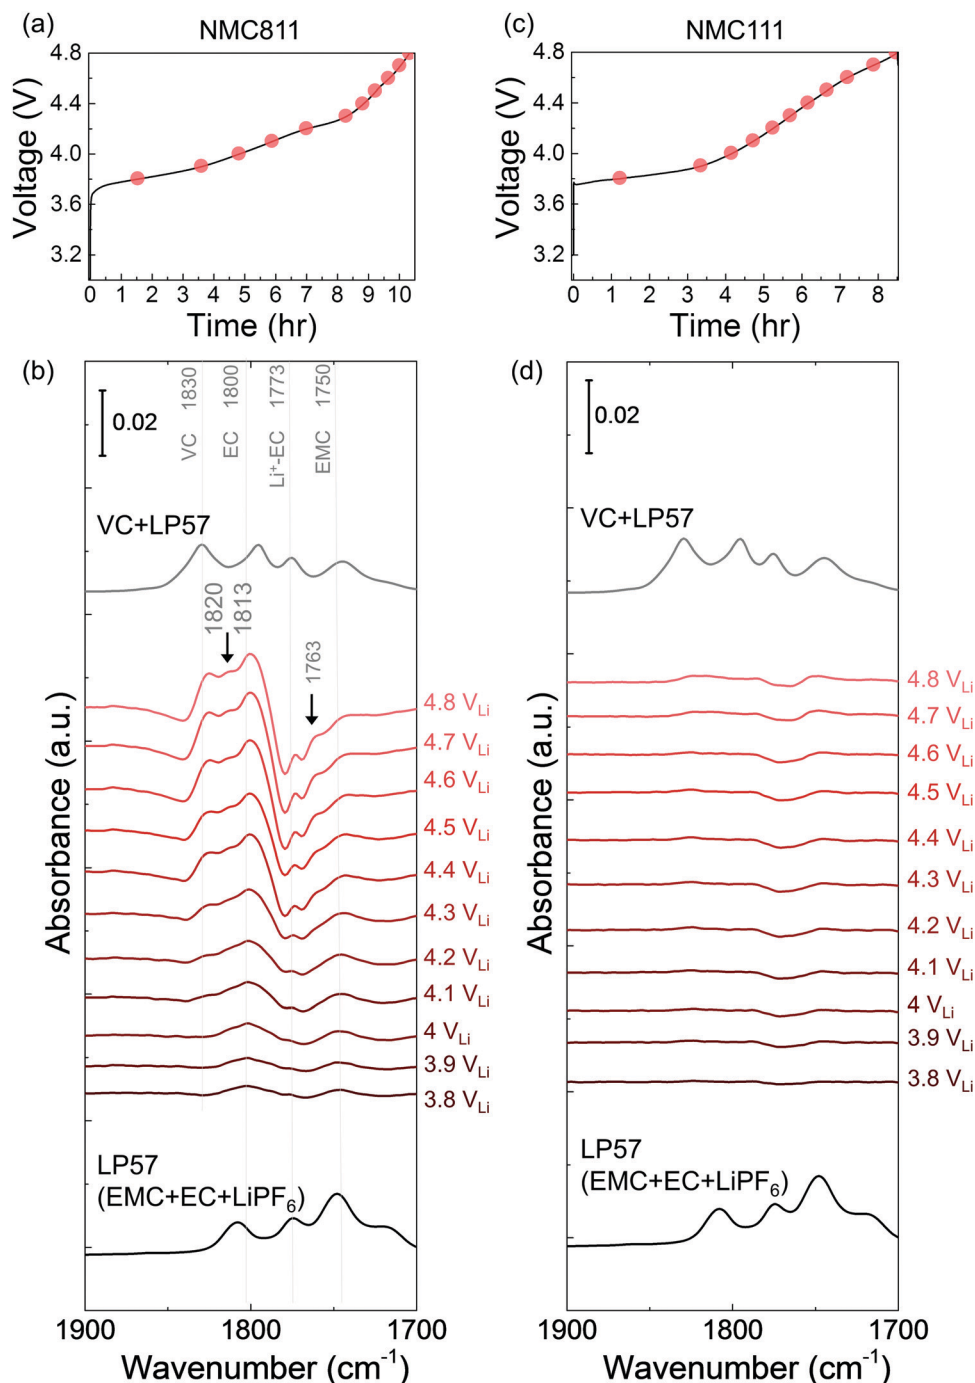 (a)
NMC811
4.8
4.4
4.0
3.6
3.2
Voltage (V)
0 1 2 3 4 5 6 7 8 9 10
Time (hr)
(c)
NMC111
4.8
4.4
4.0
3.6
3.2
Voltage (V)
0 1 2 3 4 5 6 7 8
Time (hr)
(b)
0.02
VC 1830
EC 1800
Li⁺-EC 1773
EMC 1750
VC+LP57
1820
1813
1763
4.8 V_Li
4.7 V_Li
4.6 V_Li
4.5 V_Li
4.4 V_Li
4.3 V_Li
4.2 V_Li
4.1 V_Li
4 V_Li
3.9 V_Li
3.8 V_Li
LP57
(EMC+EC+LiPF₆)
Absorbance (a.u.)
1900 1800 1700
Wavenumber (cm⁻¹)
(d)
0.02
VC+LP57
4.8 V_Li
4.7 V_Li
4.6 V_Li
4.5 V_Li
4.4 V_Li
4.3 V_Li
4.2 V_Li
4.1 V_Li
4 V_Li
3.9 V_Li
3.8 V_Li
LP57
(EMC+EC+LiPF₆)
Absorbance (a.u.)
1900 1800 1700
Wavenumber (cm⁻¹)